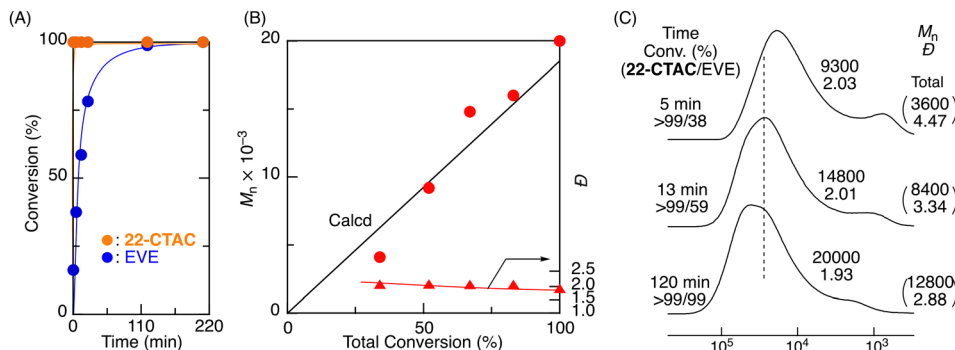 (A)
100
50
0
Conversion (%)
: 22-CTAC
: EVE
0
110
220
Time (min)
(B)
20
10
0
Mn × 10−3
Calcd
2.5
2.0
1.5
1.0
Đ
0
50
100
Total Conversion (%)
(C)
Time
Conv. (%)
(22-CTAC/EVE)
Mn
Đ
Total
5 min
>99/38
9300
2.03
(3600
4.47)
13 min
>99/59
14800
2.01
(8400
3.34)
120 min
>99/99
20000
1.93
(12800
2.88)
10⁵
10⁴
10³